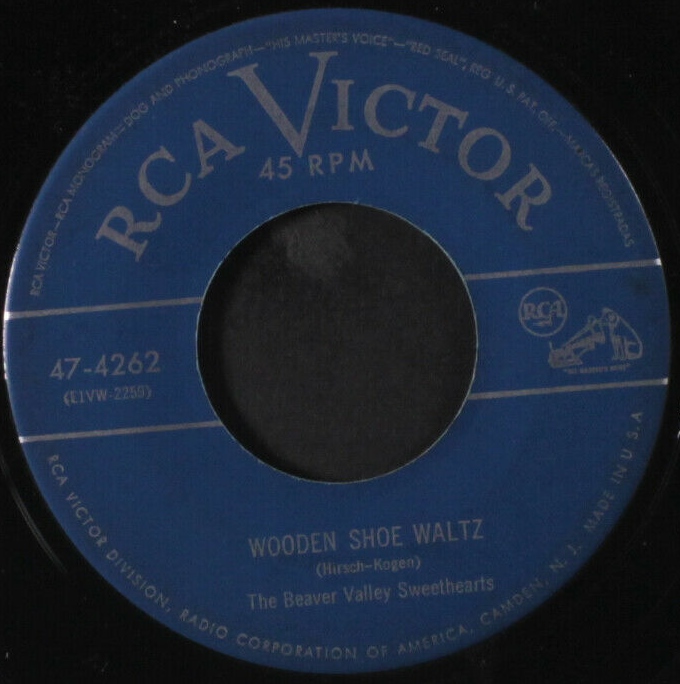 RCA VICTOR—RCA MONOGRAM—DOG AND PHONOGRAPH—"HIS MASTER'S VOICE"—"RED SEAL", REG. U. S. PAT. OFF.—MARCAS REGISTRADAS
RCA VICTOR
45 RPM
RCA
"HIS MASTER'S VOICE"
47-4262
(E1VW-2259)
WOODEN SHOE WALTZ
(Hirsch-Kogen)
The Beaver Valley Sweethearts
RCA VICTOR DIVISION, RADIO CORPORATION OF AMERICA, CAMDEN, N. J. MADE IN U.S.A